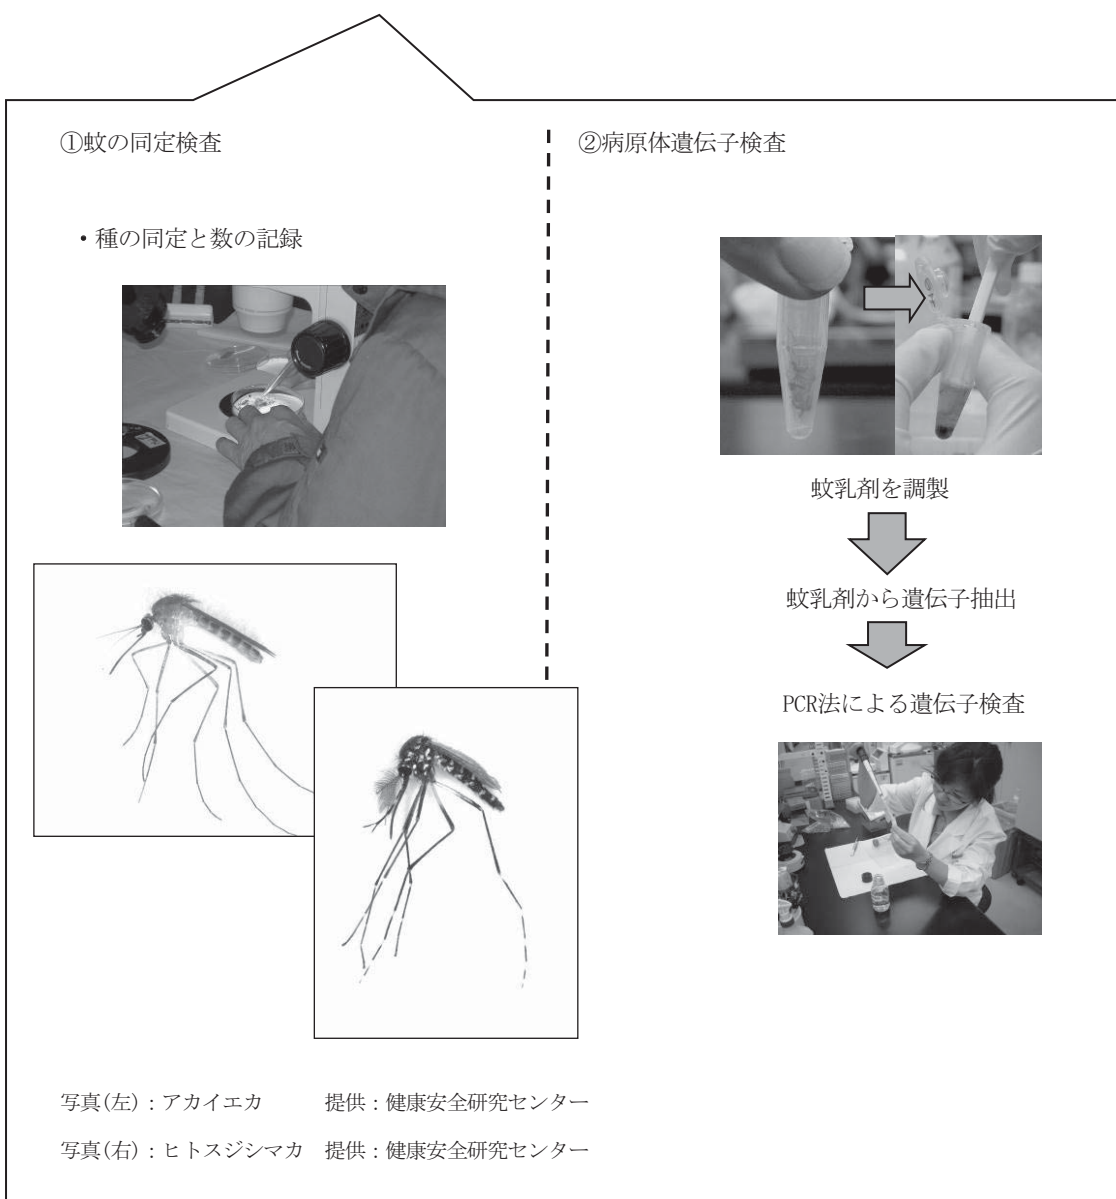 ①蚊の同定検査
・種の同定と数の記録
②病原体遺伝子検査
蚊乳剤を調製
蚊乳剤から遺伝子抽出
PCR法による遺伝子検査
写真(左)：アカイエカ　提供：健康安全研究センター
写真(右)：ヒトスジシマカ　提供：健康安全研究センター